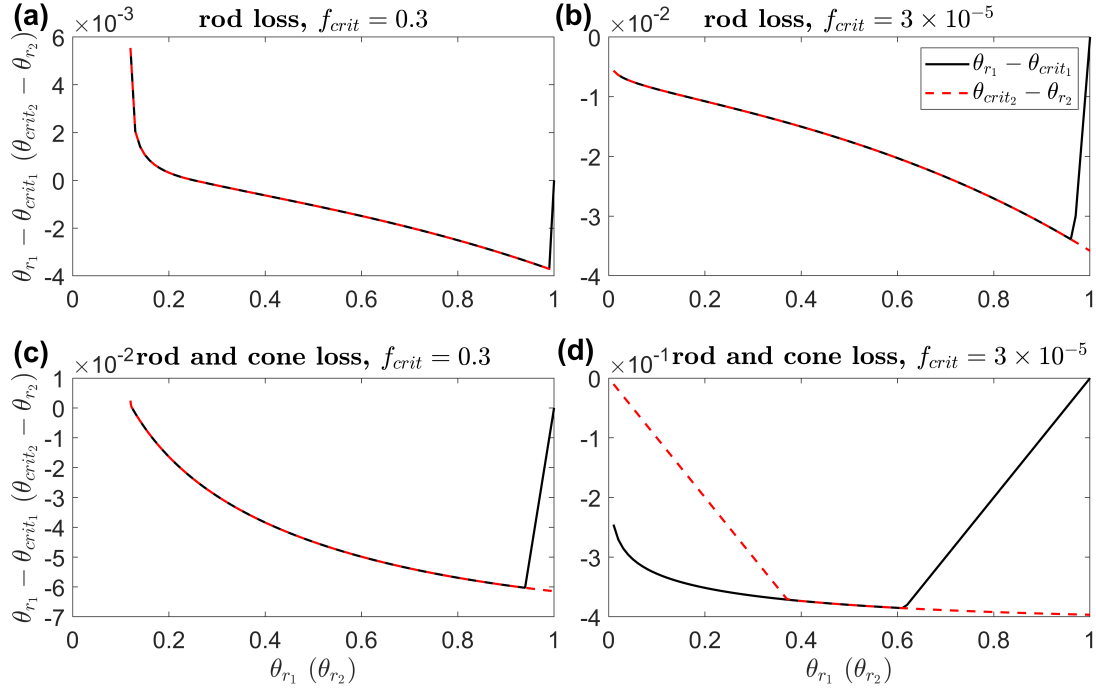 (a) ×10⁻³ rod loss, f_crit = 0.3
6
4
2
0
-2
-4
0 0.2 0.4 0.6 0.8 1
θ_r₁ − θ_crit₁ (θ_crit₂ − θ_r₂)
(b) ×10⁻² rod loss, f_crit = 3 × 10⁻⁵
0
-1
-2
-3
-4
0 0.2 0.4 0.6 0.8 1
θ_r₁ − θ_crit₁
θ_crit₂ − θ_r₂
(c) ×10⁻² rod and cone loss, f_crit = 0.3
1
0
-1
-2
-3
-4
-5
-6
-7
0 0.2 0.4 0.6 0.8 1
θ_r₁ − θ_crit₁ (θ_crit₂ − θ_r₂)
θ_r₁ (θ_r₂)
(d) ×10⁻¹ rod and cone loss, f_crit = 3 × 10⁻⁵
0
-1
-2
-3
-4
0 0.2 0.4 0.6 0.8 1
θ_r₁ (θ_r₂)